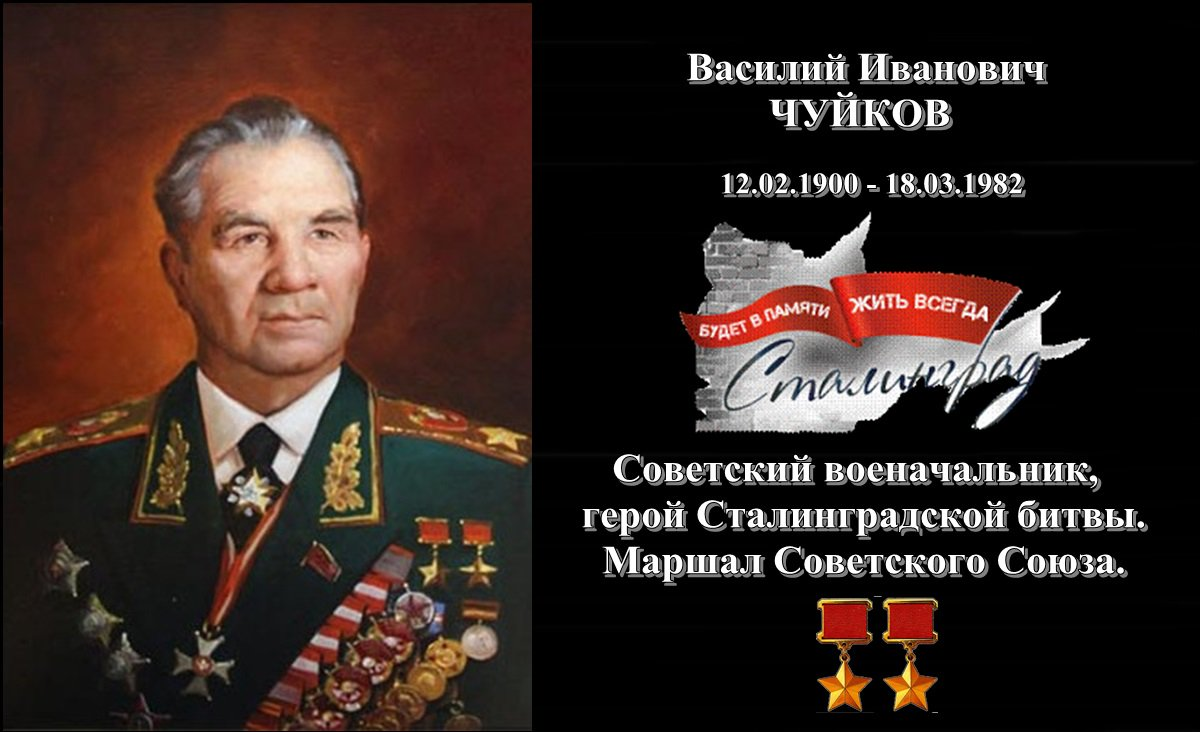 Василий Иванович
ЧУЙКОВ
12.02.1900 - 18.03.1982
БУДЕТ В ПАМЯТИ ЖИТЬ ВСЕГДА
Сталинград
Советский военачальник,
герой Сталинградской битвы.
Маршал Советского Союза.